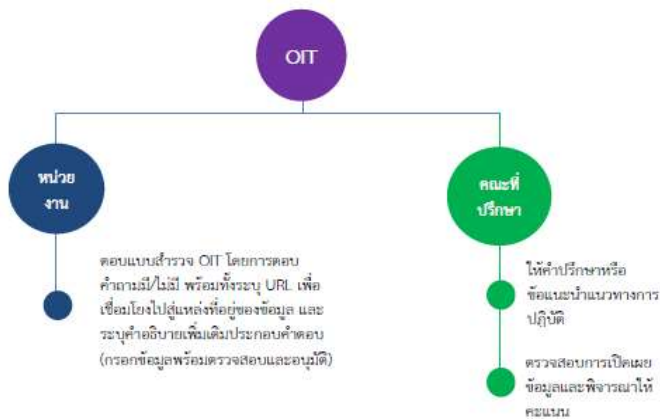 OIT
หน่วย
งาน
ตอบแบบสำรวจ OIT โดยการตอบ
คำถามมี/ไม่มี พร้อมทั้งระบุ URL เพื่อ
เชื่อมโยงไปสู่แหล่งที่อยู่ของข้อมูล และ
ระบุคำอธิบายเพิ่มเติมประกอบคำตอบ
(กรอกข้อมูลพร้อมตรวจสอบและอนุมัติ)
คณะที่
ปรึกษา
ให้คำปรึกษาหรือ
ข้อแนะนำแนวทางการ
ปฏิบัติ
ตรวจสอบการเปิดเผย
ข้อมูลและพิจารณาให้
คะแนน